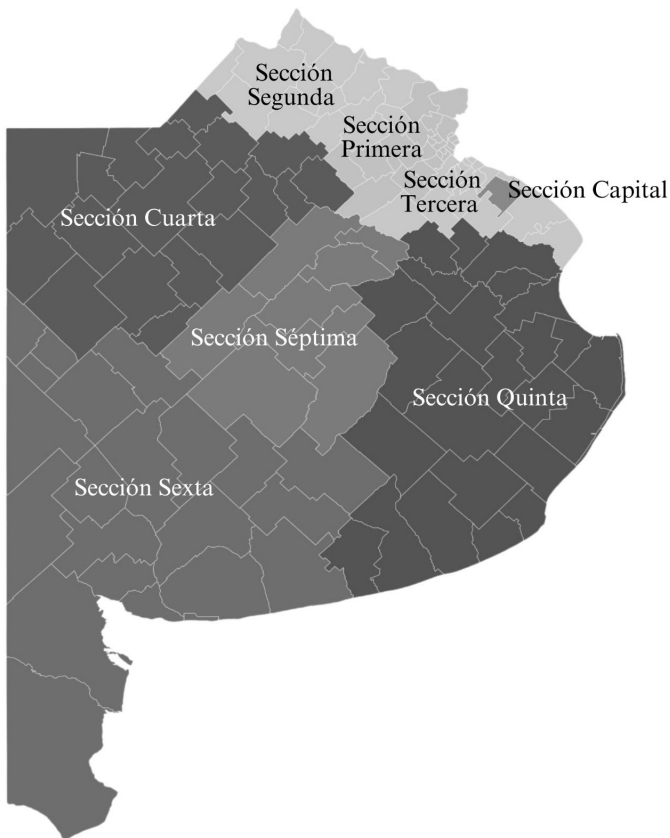 Sección
Segunda
Sección
Primera
Sección
Tercera
Sección Capital
Sección Cuarta
Sección Séptima
Sección Quinta
Sección Sexta